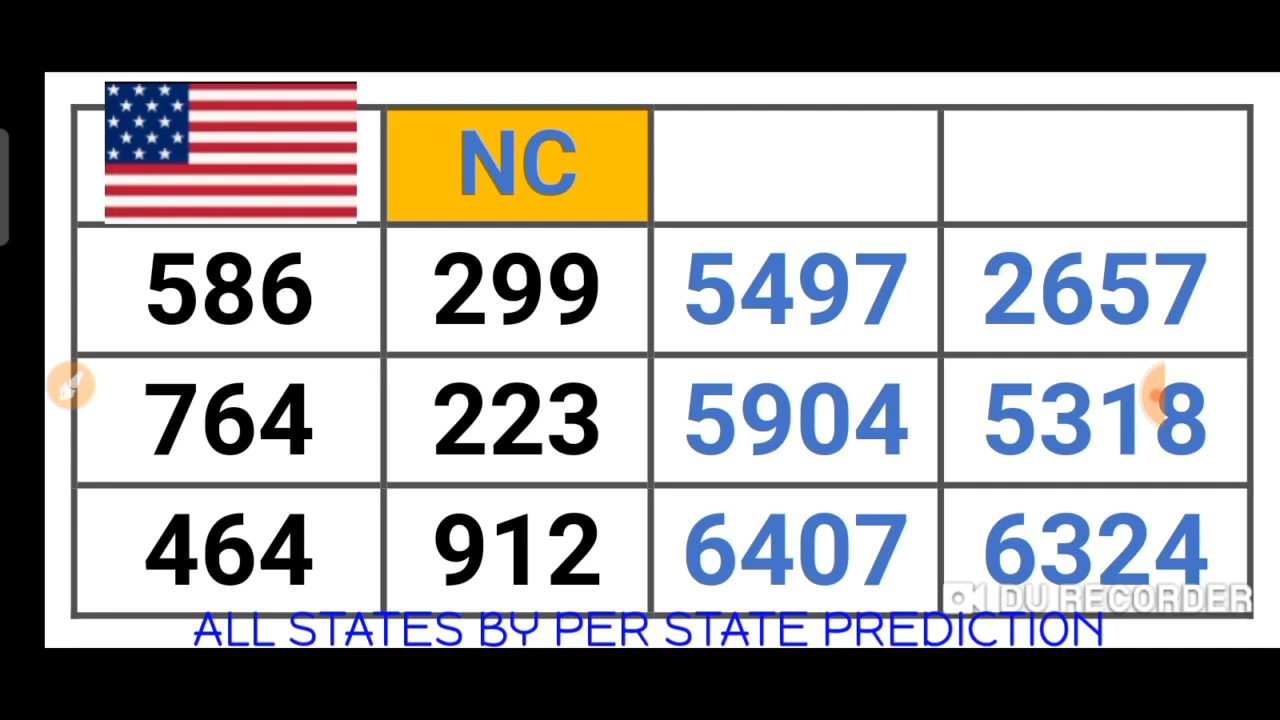 NC
586 299 5497 2657
764 223 5904 5318
464 912 6407 6324
DU RECORDER
ALL STATES BY PER STATE PREDICTION